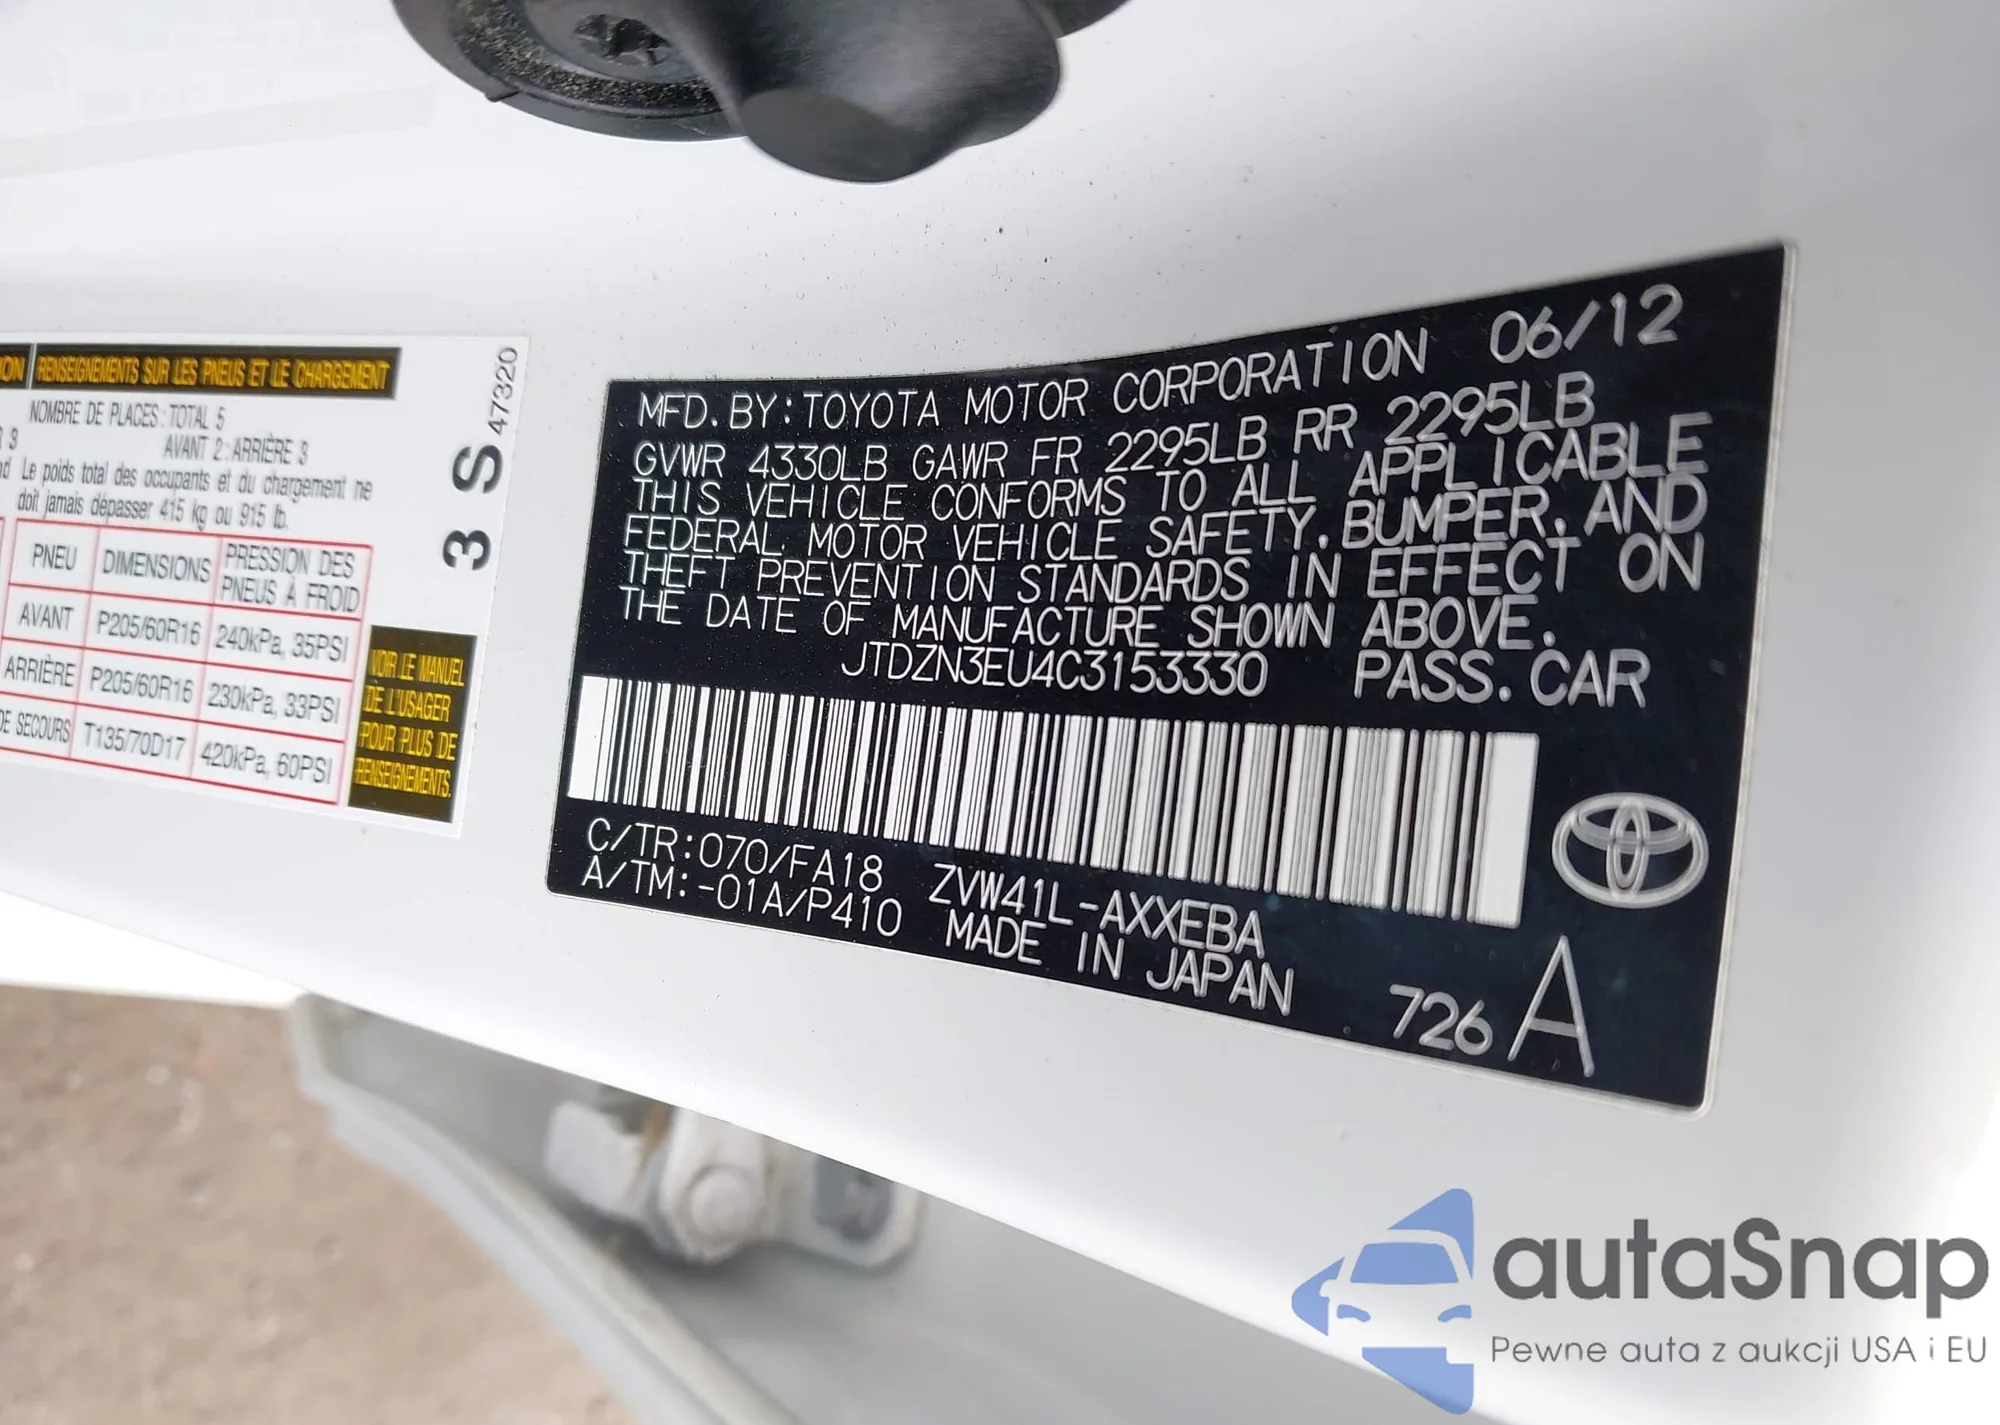 ION RENSEIGNEMENTS SUR LES PNEUS ET LE CHARGEMENT
NOMBRE DE PLACES : TOTAL 5
AVANT 2 : ARRIÈRE 3
Le poids total des occupants et du chargement ne
doit jamais dépasser 415 kg ou 915 lb.
PNEU DIMENSIONS PRESSION DES PNEUS À FROID
AVANT P205/60R16 240kPa, 35PSI
ARRIÈRE P205/60R16 230kPa, 33PSI
DE SECOURS T135/70D17 420kPa, 60PSI
VOIR LE MANUEL
DE L'USAGER
POUR PLUS DE
RENSEIGNEMENTS.
3 S 47320
MFD. BY: TOYOTA MOTOR CORPORATION 06/12
GVWR 4330LB GAWR FR 2295LB RR 2295LB
THIS VEHICLE CONFORMS TO ALL APPLICABLE
FEDERAL MOTOR VEHICLE SAFETY, BUMPER, AND
THEFT PREVENTION STANDARDS IN EFFECT ON
THE DATE OF MANUFACTURE SHOWN ABOVE.
JTDZN3EU4C3153330 PASS. CAR
C/TR: 070/FA18 ZVW41L-AXXEBA
A/TM: -01A/P410 MADE IN JAPAN
726 A
autaSnap
Pewne auta z aukcji USA i EU